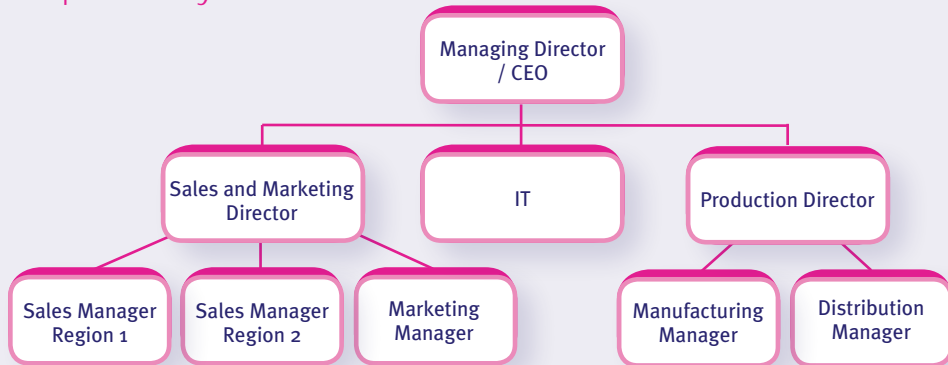 Managing Director
/ CEO
Sales and Marketing
Director
IT
Production Director
Sales Manager
Region 1
Sales Manager
Region 2
Marketing
Manager
Manufacturing
Manager
Distribution
Manager